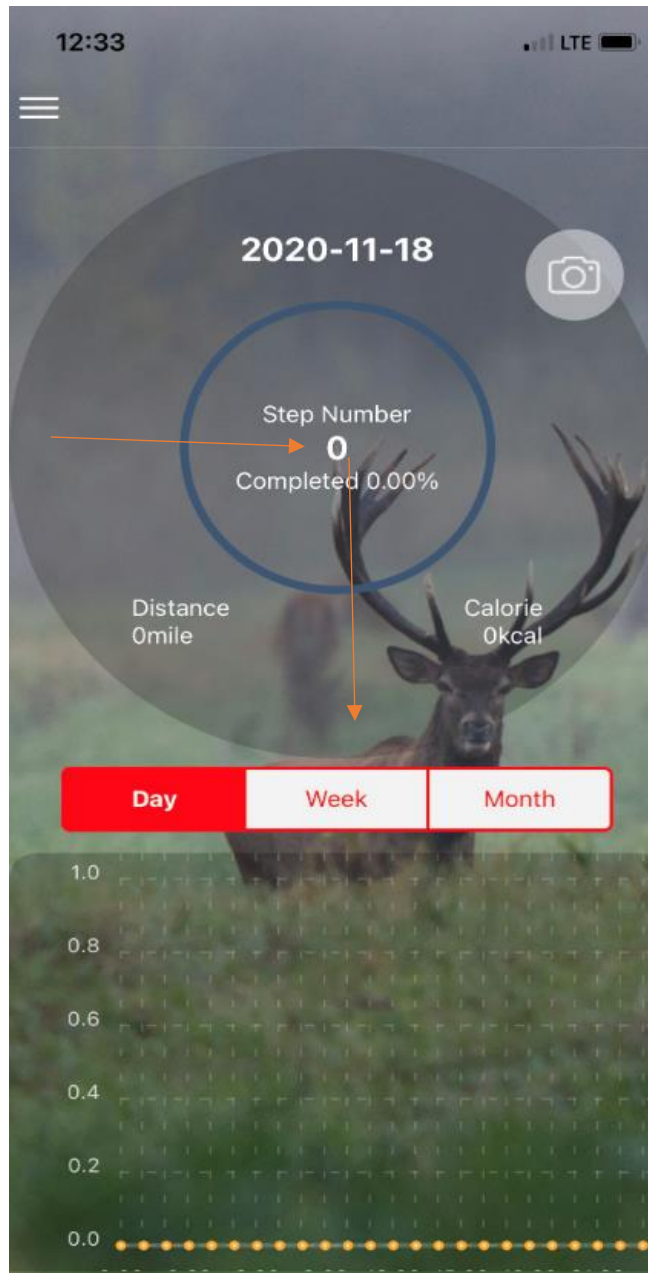 12:33 LTE
2020-11-18
Step Number
0
Completed 0.00%
Distance Calorie
0mile 0kcal
Day Week Month
1.0
0.8
0.6
0.4
0.2
0.0